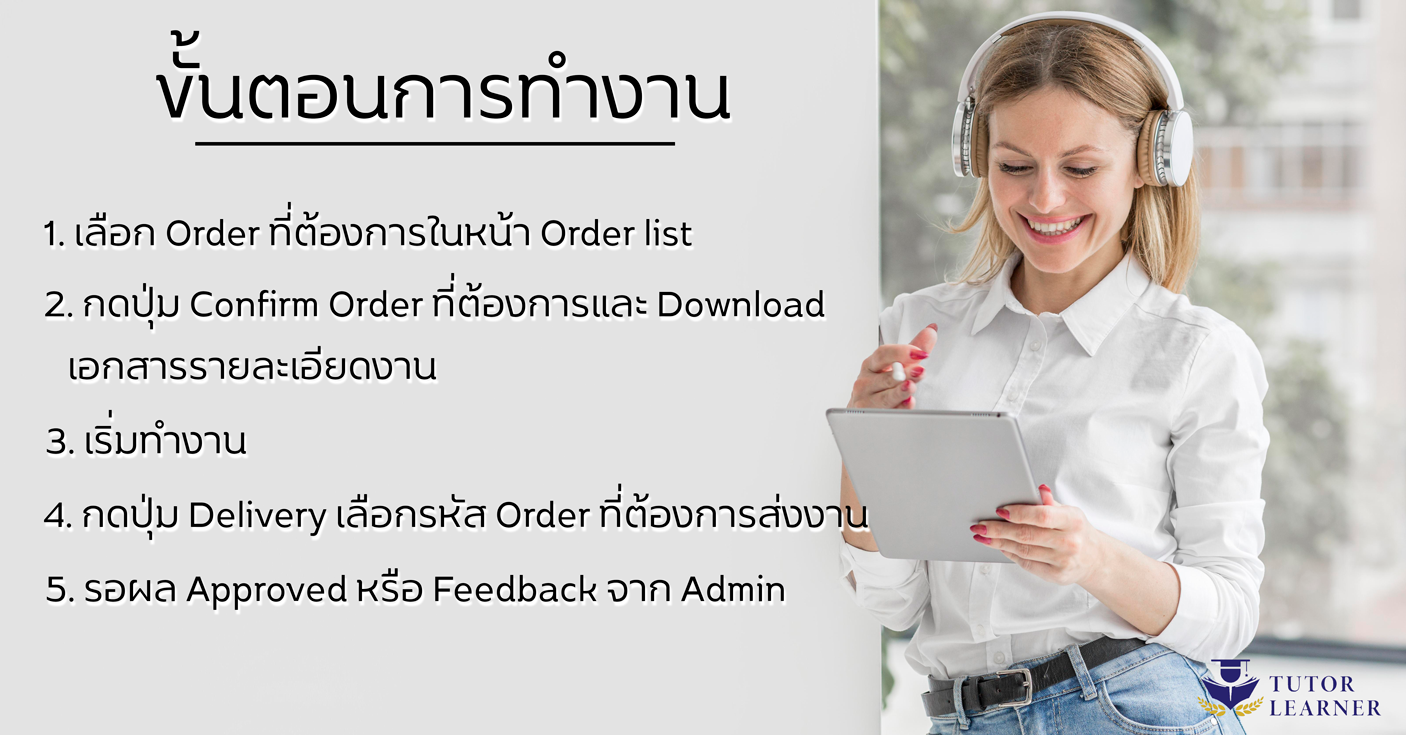 ขั้นตอนการทำงาน
1. เลือก Order ที่ต้องการในหน้า Order list
2. กดปุ่ม Confirm Order ที่ต้องการและ Download
เอกสารรายละเอียดงาน
3. เริ่มทำงาน
4. กดปุ่ม Delivery เลือกรหัส Order ที่ต้องการส่งงาน
5. รอผล Approved หรือ Feedback จาก Admin
TUTOR
LEARNER